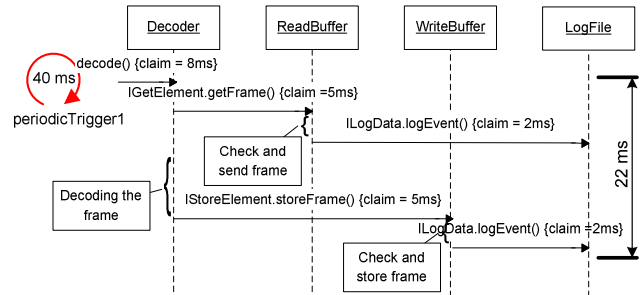 Decoder
ReadBuffer
WriteBuffer
LogFile
decode() {claim = 8ms}
40 ms
periodicTrigger1
IGetElement.getFrame() {claim =5ms}
ILogData.logEvent() {claim = 2ms}
Check and
send frame
Decoding the
frame
IStoreElement.storeFrame() {claim = 5ms}
ILogData.logEvent() {claim =2ms}
Check and
store frame
22 ms